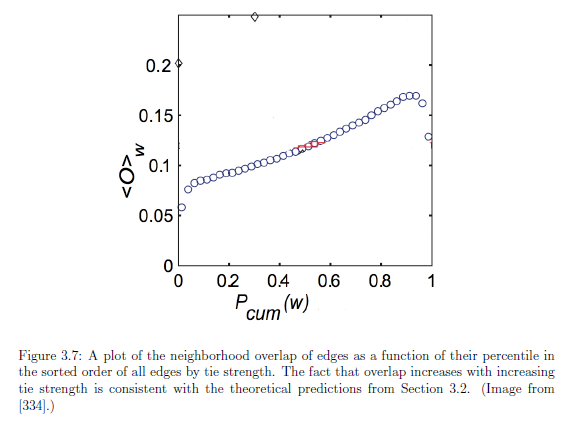 0.2
0.15
0.1
0.05
0
<O>w
0 0.2 0.4 0.6 0.8 1
Pcum(w)
Figure 3.7: A plot of the neighborhood overlap of edges as a function of their percentile in
the sorted order of all edges by tie strength. The fact that overlap increases with increasing
tie strength is consistent with the theoretical predictions from Section 3.2. (Image from
[334].)